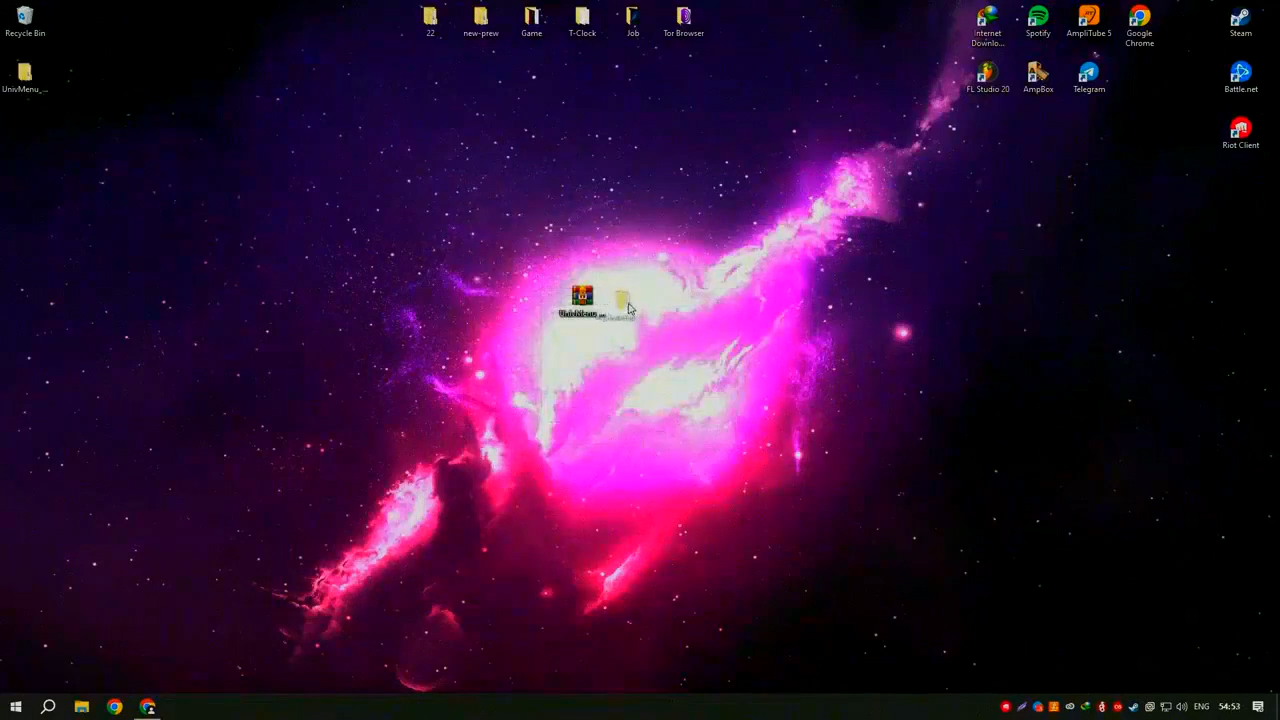 Recycle Bin
22
new-prew
Game
T-Clock
Job
Tor Browser
Internet
Downlo...
Spotify
AmpliTube 5
Google
Chrome
Steam
UnivMenu_...
FL Studio 20
AmpBox
Telegram
Battle.net
Riot Client
UnivMenu_...
ENG
54:53